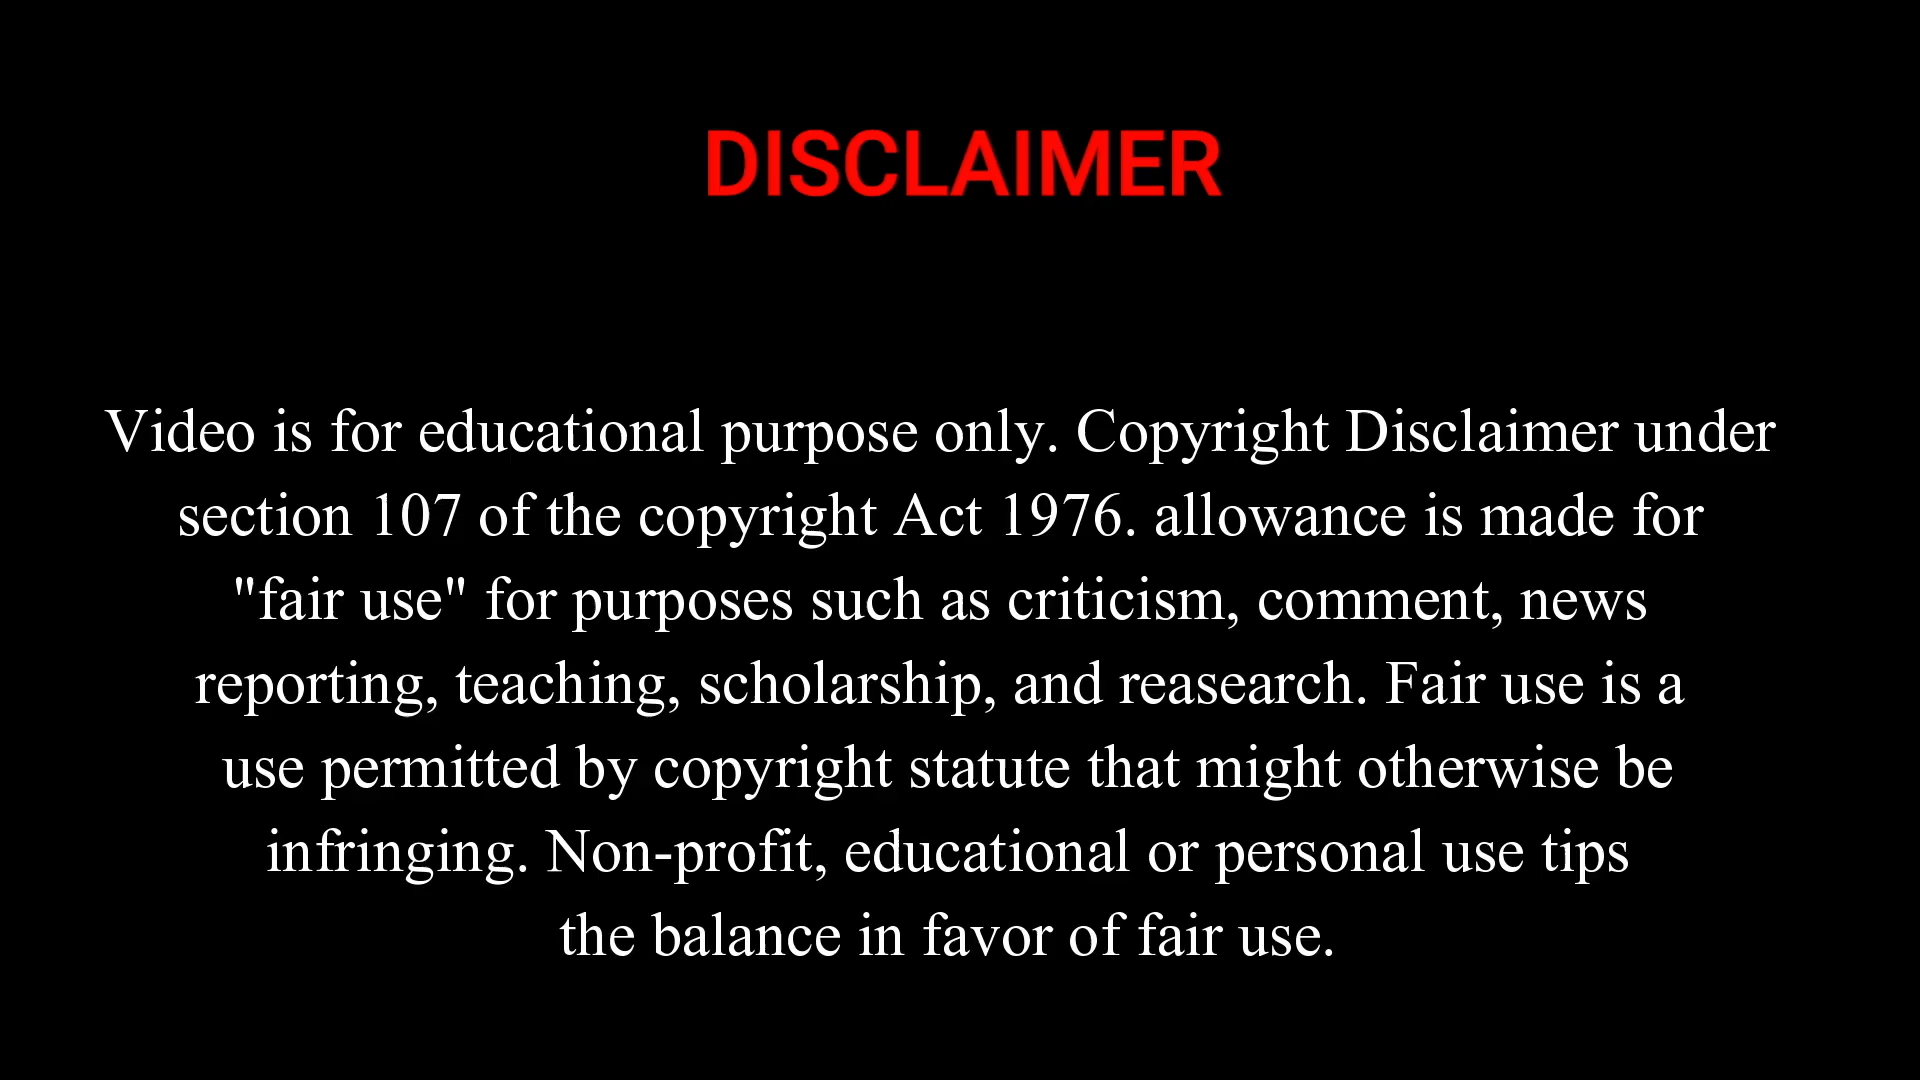 DISCLAIMER
Video is for educational purpose only. Copyright Disclaimer under
section 107 of the copyright Act 1976. allowance is made for
"fair use" for purposes such as criticism, comment, news
reporting, teaching, scholarship, and reasearch. Fair use is a
use permitted by copyright statute that might otherwise be
infringing. Non-profit, educational or personal use tips
the balance in favor of fair use.